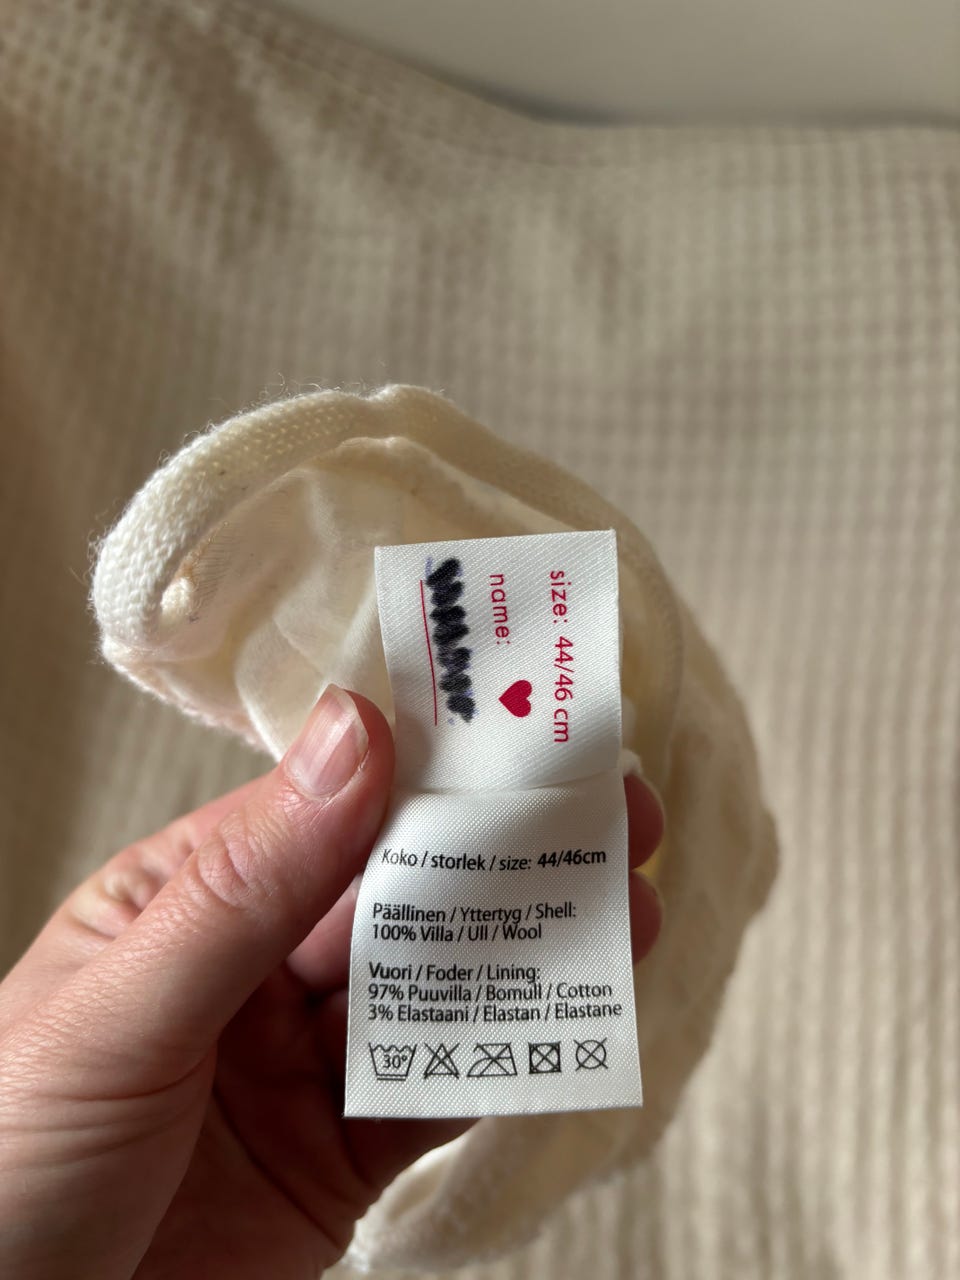 size: 44/46 cm
name:
Koko / storlek / size: 44/46cm
Päällinen / Yttertyg / Shell:
100% Villa / Ull / Wool
Vuori / Foder / Lining:
97% Puuvilla / Bomull / Cotton
3% Elastaani / Elastan / Elastane
30°